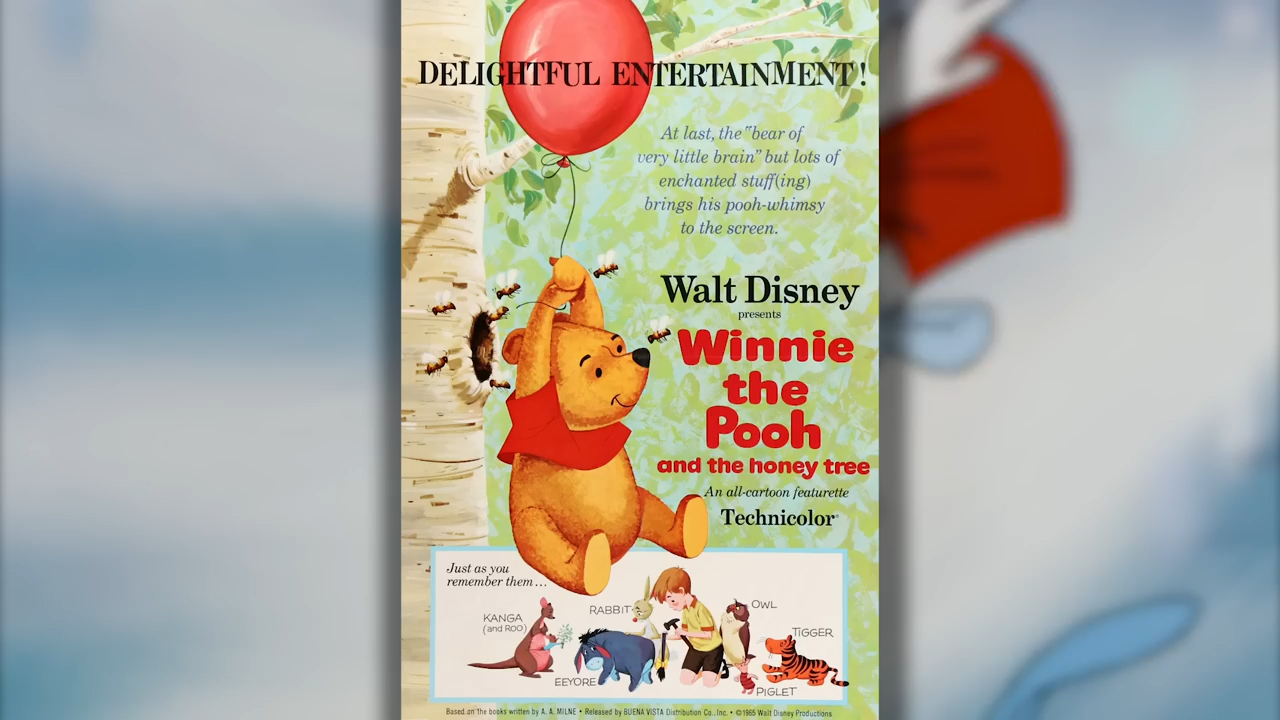 DELIGHTFUL ENTERTAINMENT!
At last, the "bear of
very little brain" but lots of
enchanted stuff(ing)
brings his pooh-whimsy
to the screen.
Walt Disney
presents
Winnie
the
Pooh
and the honey tree
An all-cartoon featurette
Technicolor®
Just as you
remember them...
KANGA
(and ROO)
RABBIT
OWL
TIGGER
EEYORE
PIGLET
Based on the books written by A. A. MILNE • Released by BUENA VISTA Distribution Co., Inc. • ©1965 Walt Disney Productions